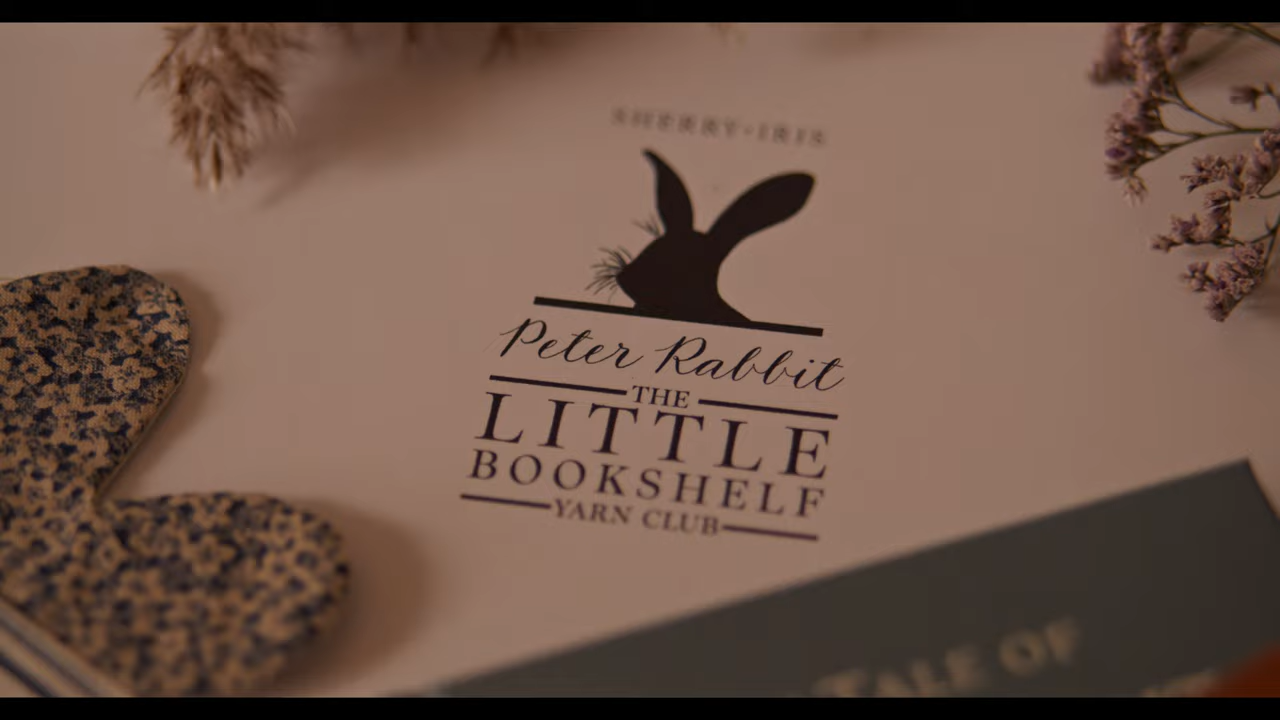 SHERRY • IRIS
Peter Rabbit
THE
LITTLE
BOOKSHELF
YARN CLUB
TALE OF